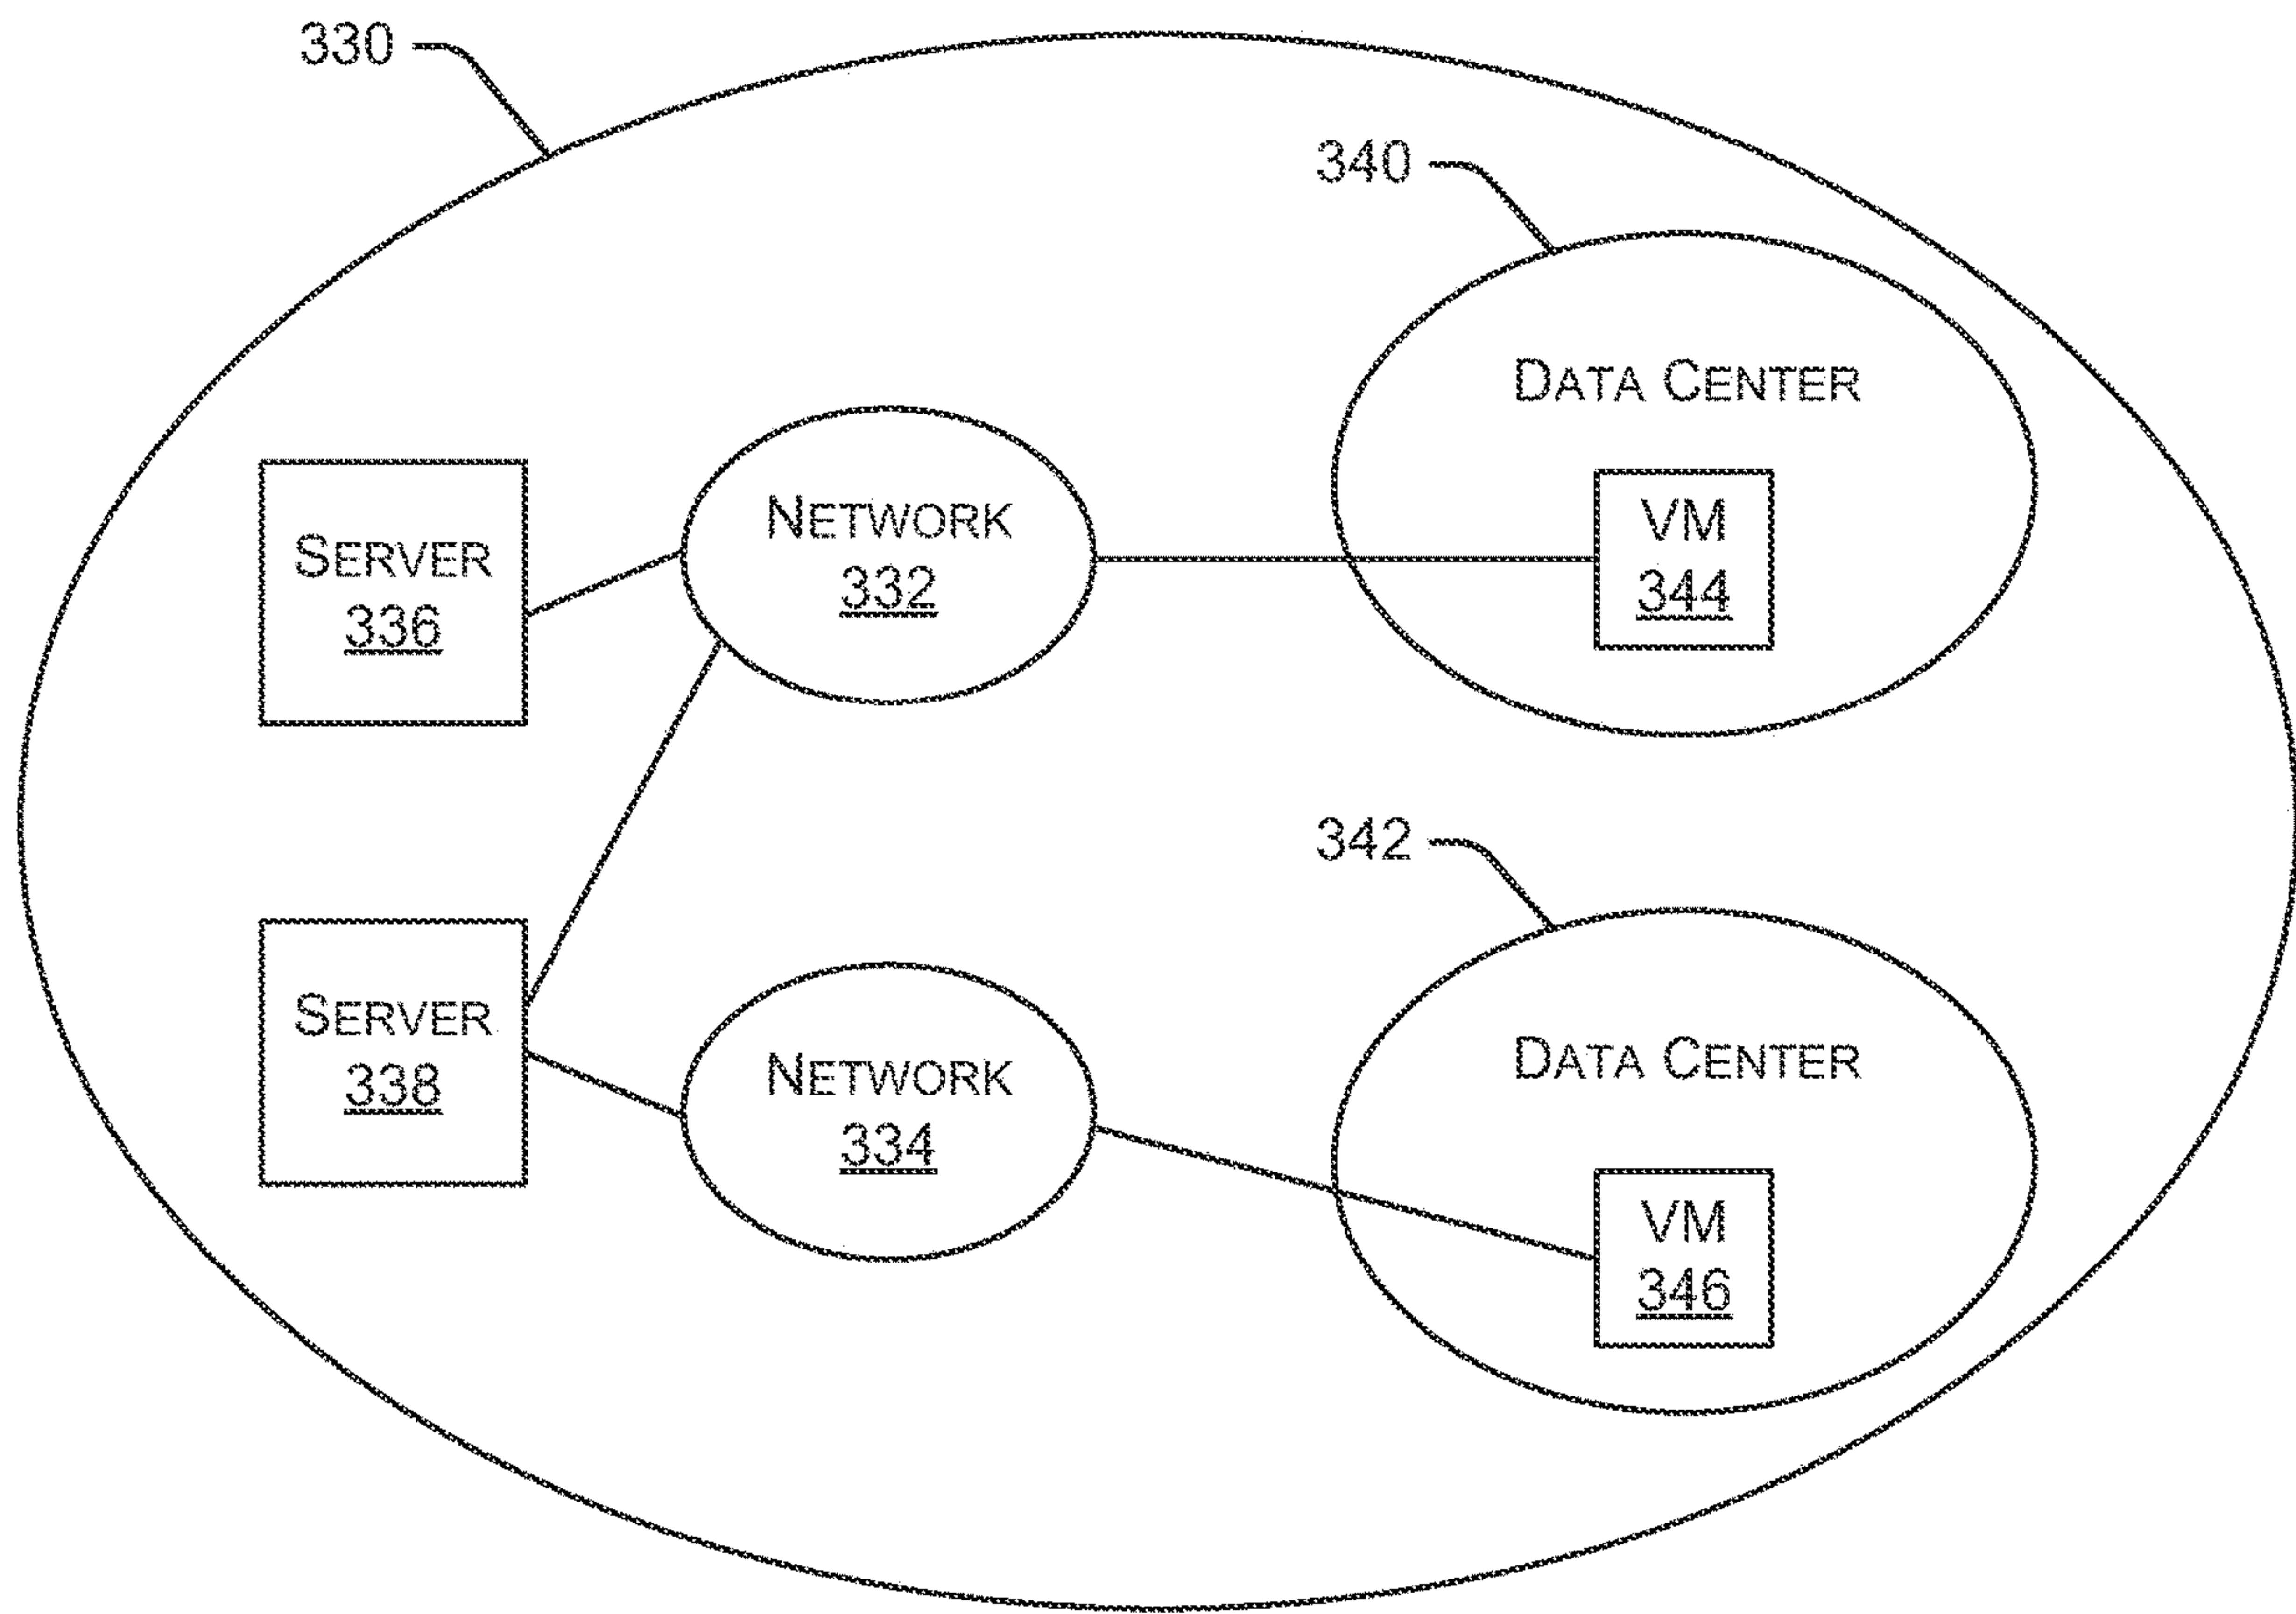 330
340
DATA CENTER
VM
344
NETWORK
332
SERVER
336
342
DATA CENTER
VM
346
SERVER
338
NETWORK
334